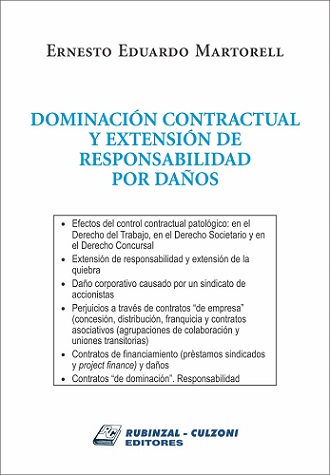 ERNESTO EDUARDO MARTORELL
DOMINACIÓN CONTRACTUAL
Y EXTENSIÓN DE
RESPONSABILIDAD
POR DAÑOS
• Efectos del control contractual patológico: en el
Derecho del Trabajo, en el Derecho Societario y en
el Derecho Concursal
• Extensión de responsabilidad y extensión de la
quiebra
• Daño corporativo causado por un sindicato de
accionistas
• Perjuicios a través de contratos “de empresa”
(concesión, distribución, franquicia y contratos
asociativos (agrupaciones de colaboración y
uniones transitorias)
• Contratos de financiamiento (préstamos sindicados
y project finance) y daños
• Contratos “de dominación”. Responsabilidad
RUBINZAL - CULZONI
EDITORES